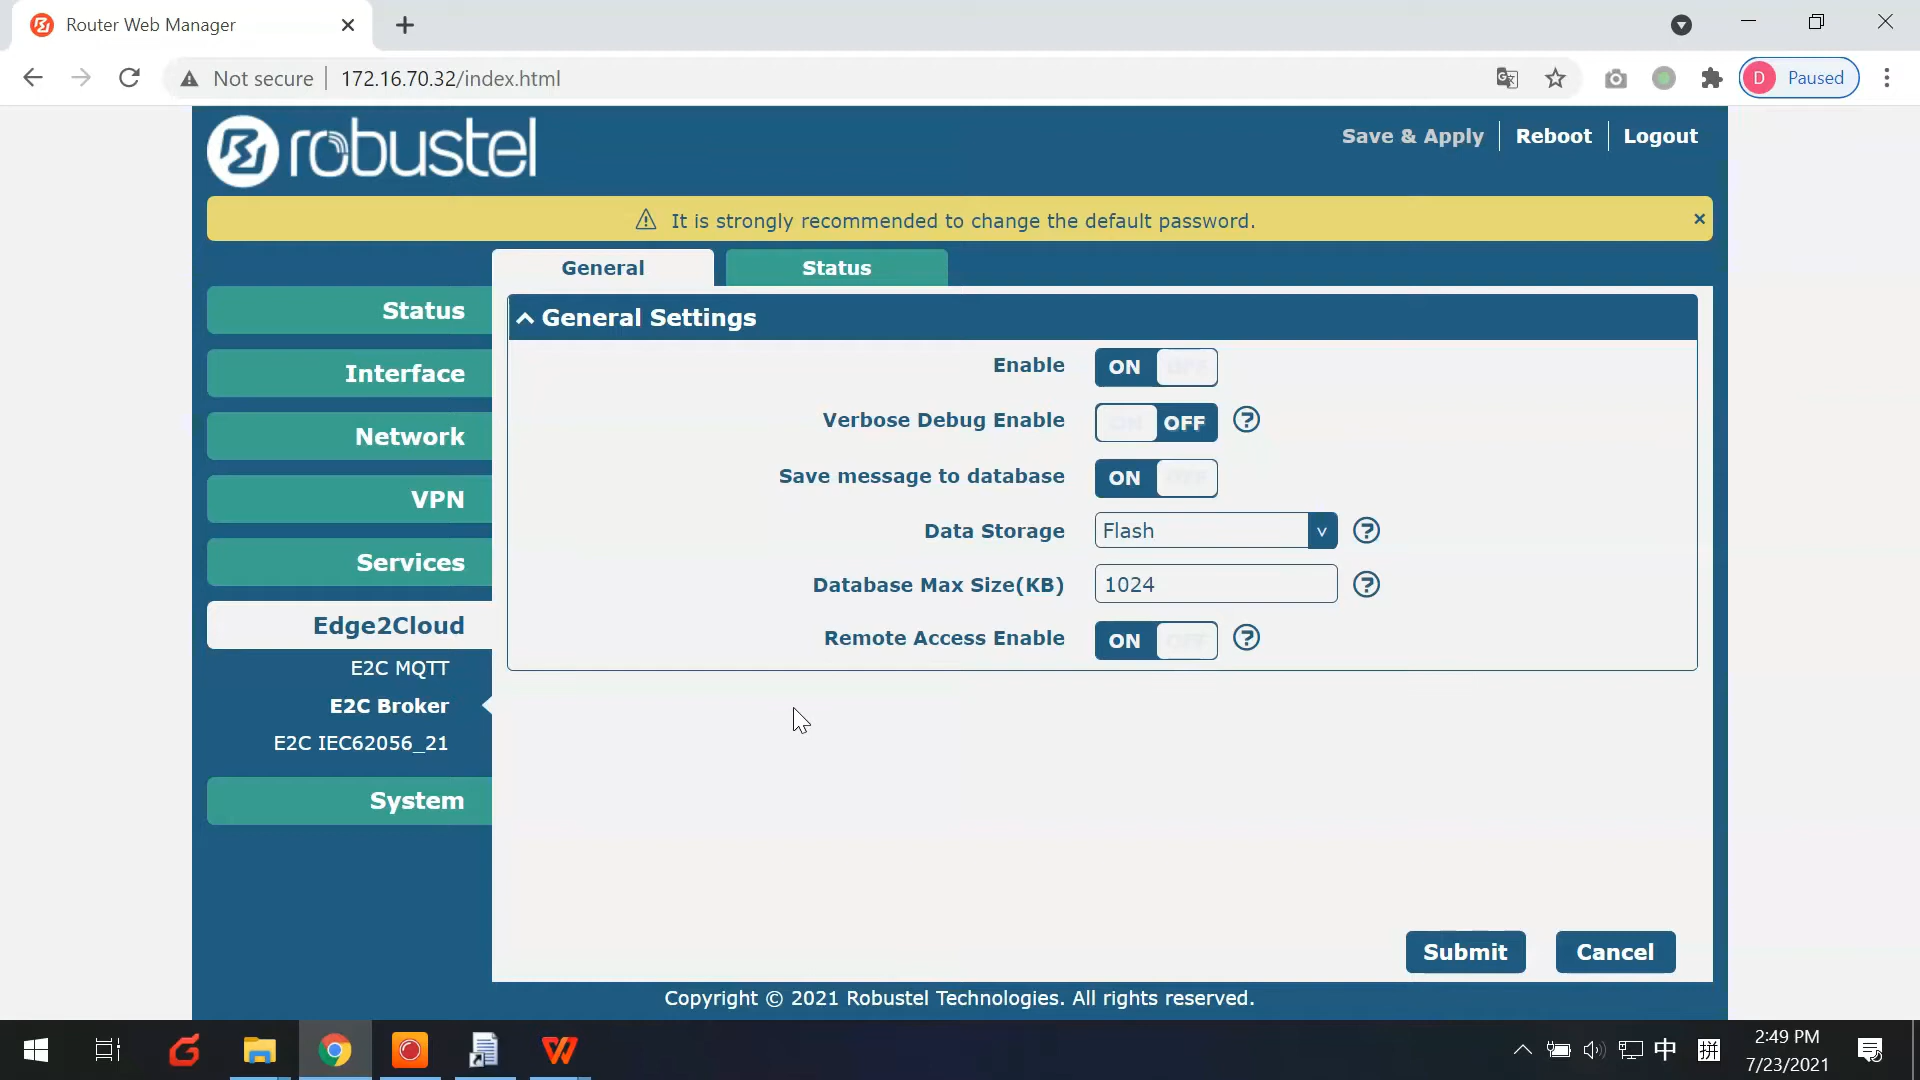 Router Web Manager
Not secure
172.16.70.32/index.html
D
Paused
robustel
Save & Apply
Reboot
Logout
It is strongly recommended to change the default password.
General
Status
Status
Interface
Network
VPN
Services
Edge2Cloud
E2C MQTT
E2C Broker
E2C IEC62056_21
System
General Settings
Enable
ON
Verbose Debug Enable
OFF
Save message to database
ON
Data Storage
Flash
Database Max Size(KB)
1024
Remote Access Enable
ON
Submit
Cancel
Copyright © 2021 Robustel Technologies. All rights reserved.
中
拼
2:49 PM
7/23/2021